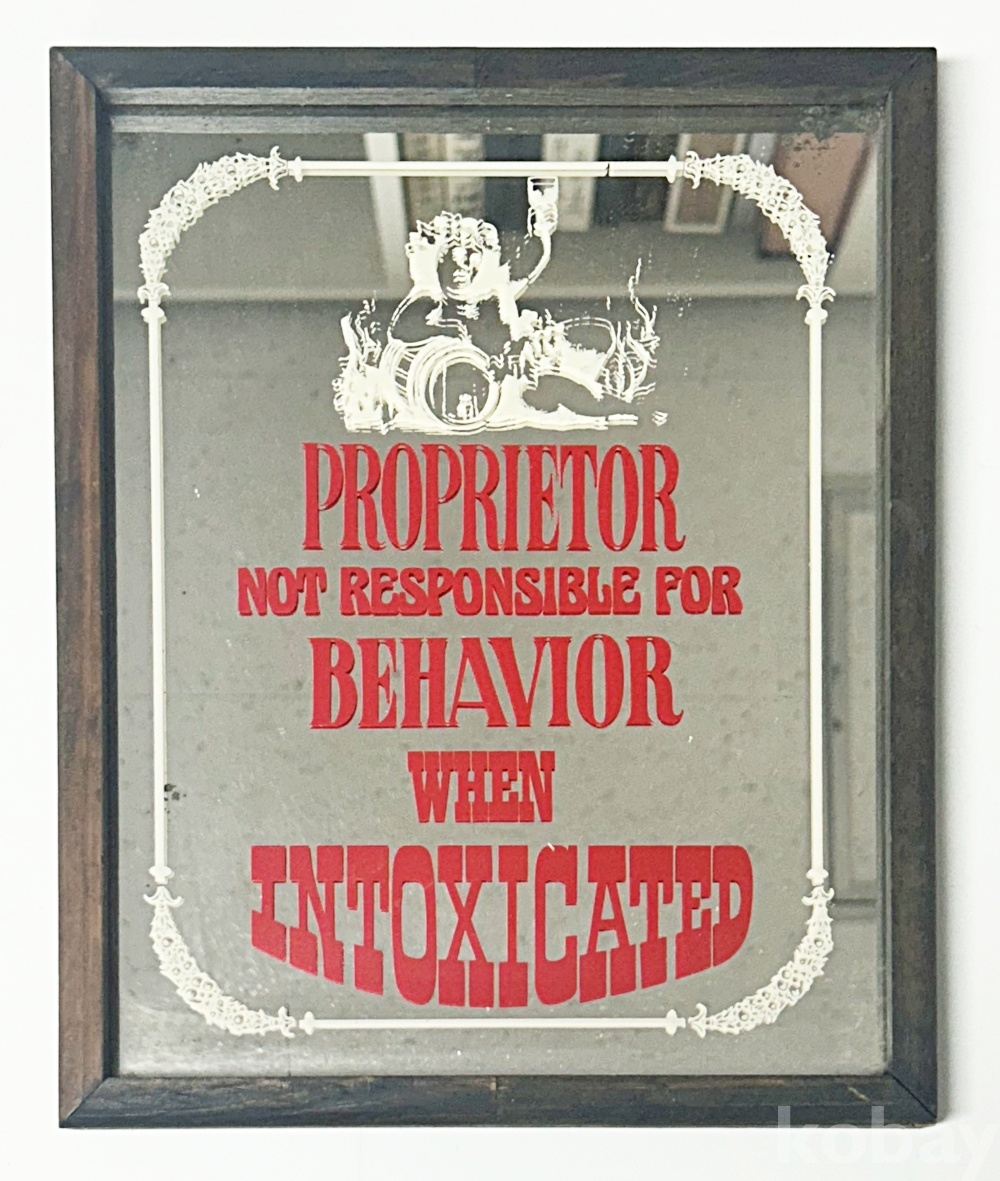 PROPRIETOR
NOT RESPONSIBLE FOR
BEHAVIOR
WHEN
INTOXICATED
kobay